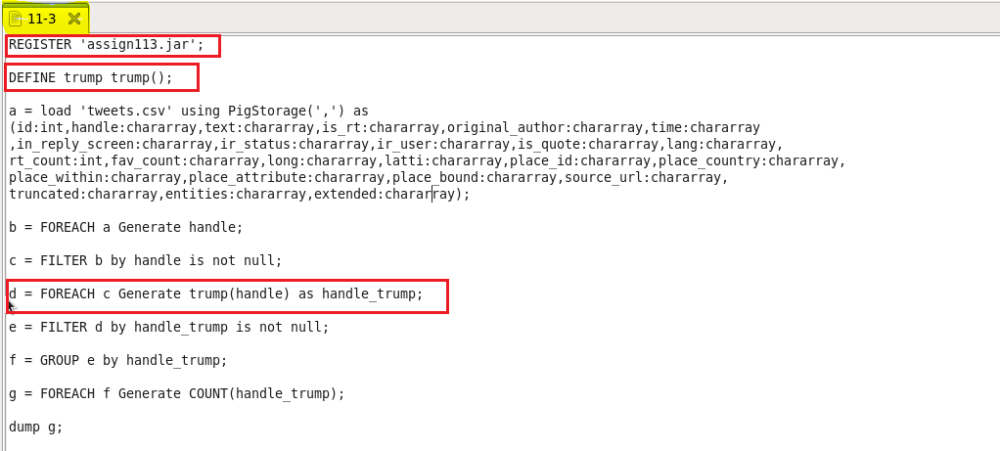 11-3
REGISTER 'assign113.jar';
DEFINE trump trump();
a = load 'tweets.csv' using PigStorage(',') as
(id:int,handle:chararray,text:chararray,is_rt:chararray,original_author:chararray,time:chararray
,in_reply_screen:chararray,ir_status:chararray,ir_user:chararray,is_quote:chararray,lang:chararray,
rt_count:int,fav_count:chararray,long:chararray,latti:chararray,place_id:chararray,place_country:chararray,
place_within:chararray,place_attribute:chararray,place_bound:chararray,source_url:chararray,
truncated:chararray,entities:chararray,extended:chararray);
b = FOREACH a Generate handle;
c = FILTER b by handle is not null;
d = FOREACH c Generate trump(handle) as handle_trump;
e = FILTER d by handle_trump is not null;
f = GROUP e by handle_trump;
g = FOREACH f Generate COUNT(handle_trump);
dump g;